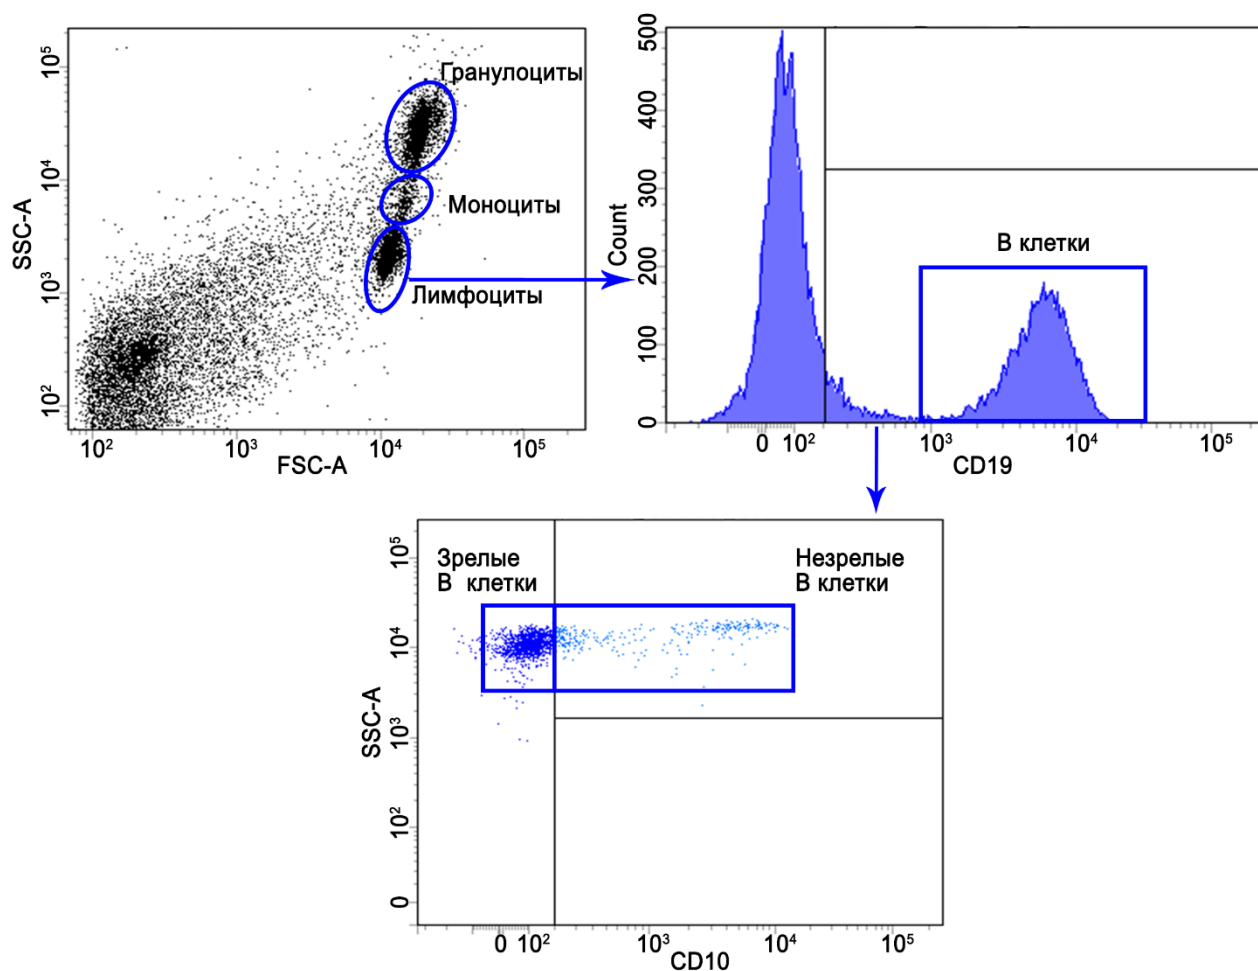 10⁵
10⁴
10³
10²
SSC-A
Гранулоциты
Моноциты
Лимфоциты
10² 10³ 10⁴ 10⁵
FSC-A
500
400
300
200
100
0
Count
В клетки
0 10² 10³ 10⁴ 10⁵
CD19
Зрелые
В клетки
Незрелые
В клетки
10⁵
10⁴
10³
10²
0
SSC-A
0 10² 10³ 10⁴ 10⁵
CD10